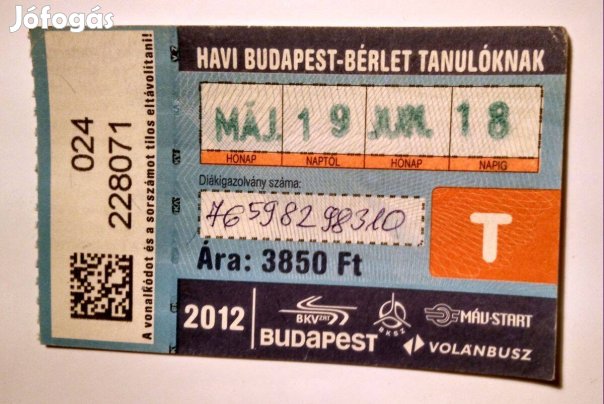 Jófogás
HAVI BUDAPEST-BÉRLET TANULÓKNAK
MÁJ. 19 JUN. 18
HÓNAP NAPTÓL HÓNAP NAPIG
Diákigazolvány száma:
76598298310
T
Ára: 3850 Ft
2012
BKV ZRT
BUDAPEST
BKSZ
MÁV-START
VOLÁNBUSZ
024
228071
A vonalkódot és a sorszámot tilos eltávolítani!